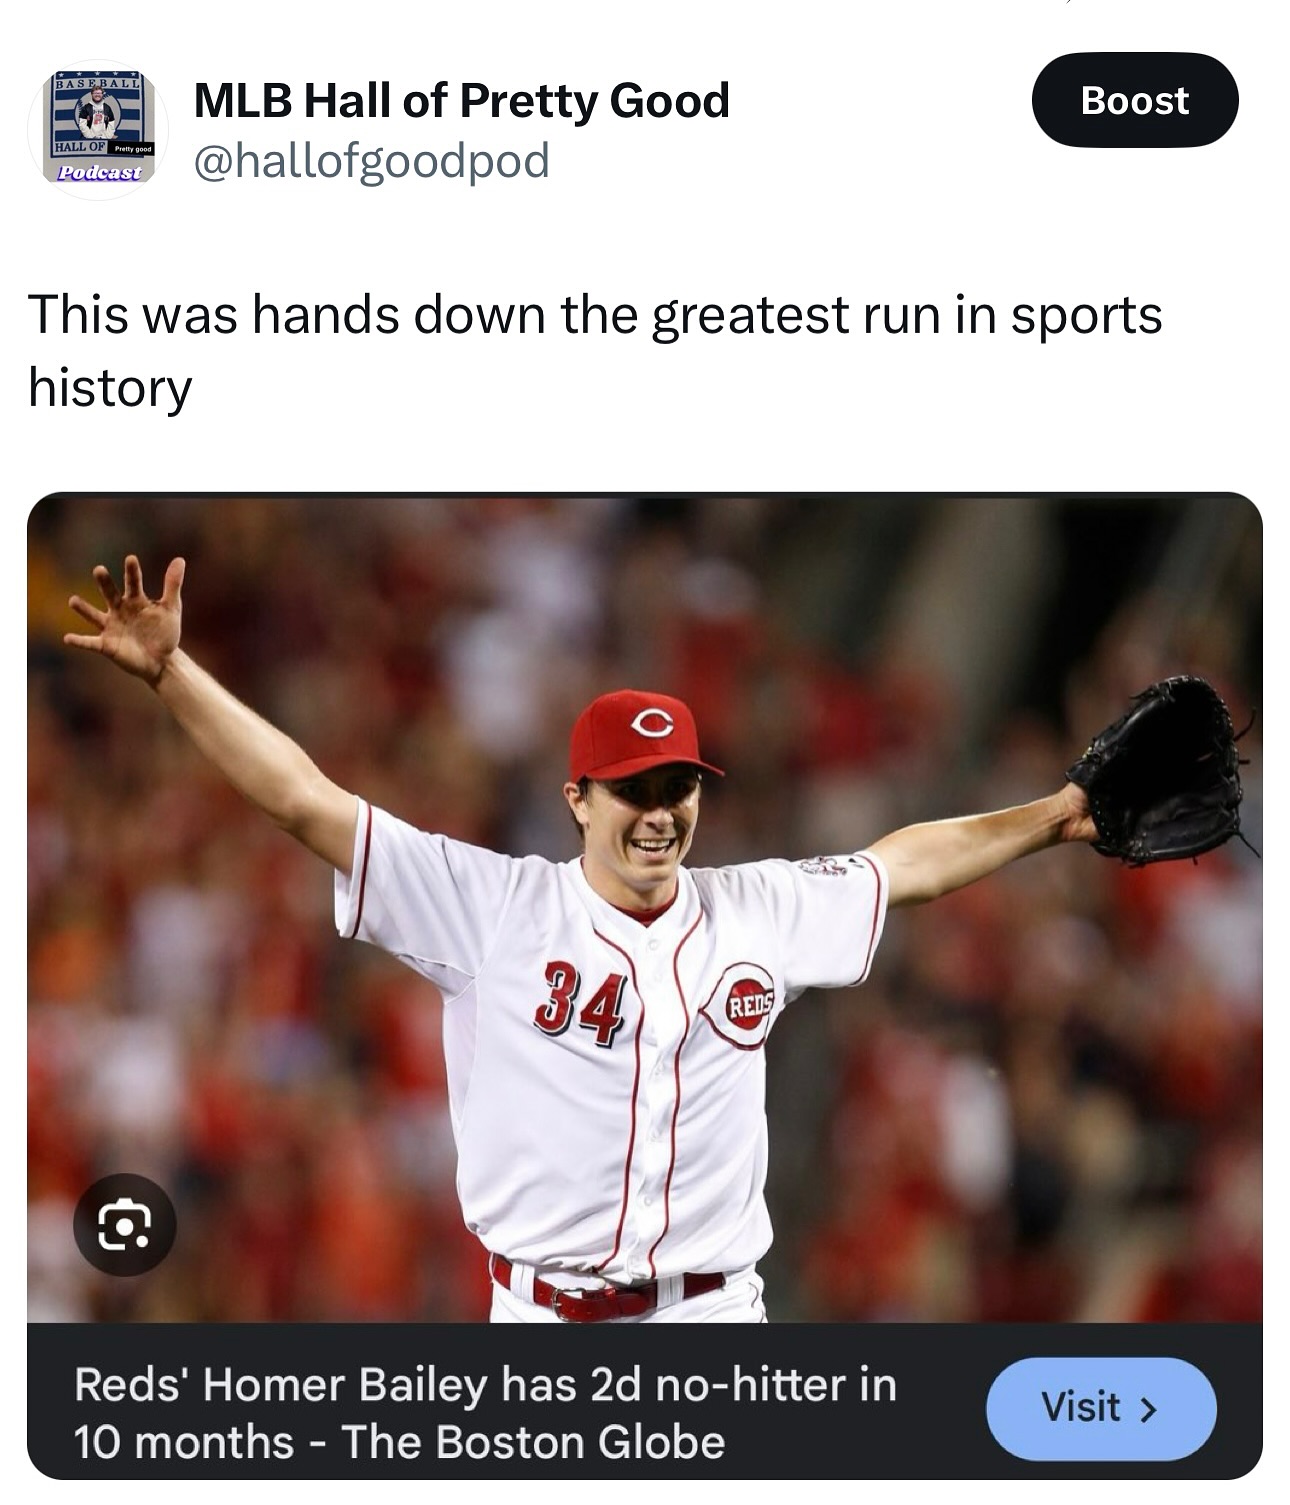 BASEBALL
HALL OF Pretty good
Podcast
MLB Hall of Pretty Good
@hallofgoodpod
Boost
This was hands down the greatest run in sports
history
C
34
REDS
Reds' Homer Bailey has 2d no-hitter in
10 months - The Boston Globe
Visit